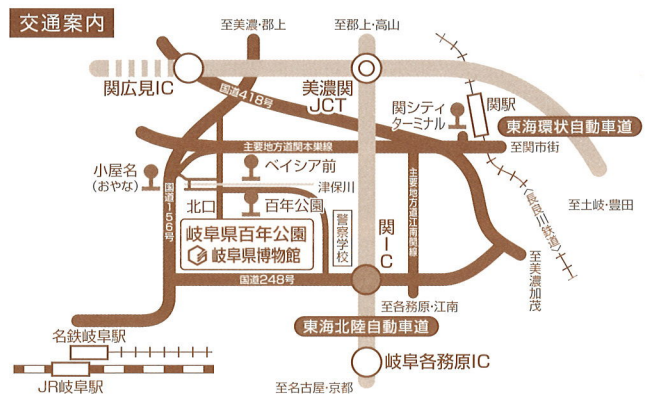 交通案内
至美濃・郡上
至郡上・高山
関広見IC
国道418号
美濃関
JCT
関シティ
ターミナル
関駅
東海環状自動車道
主要地方道関本巣線
至関市街
小屋名
(おやな)
ベイシア前
津保川
国道156号
北口
百年公園
主要地方道江南関線
至土岐・豊田
〈長良川鉄道〉
岐阜県百年公園
岐阜県博物館
警察学校
関IC
国道248号
至美濃加茂
至各務原・江南
東海北陸自動車道
名鉄岐阜駅
JR岐阜駅
岐阜各務原IC
至名古屋・京都